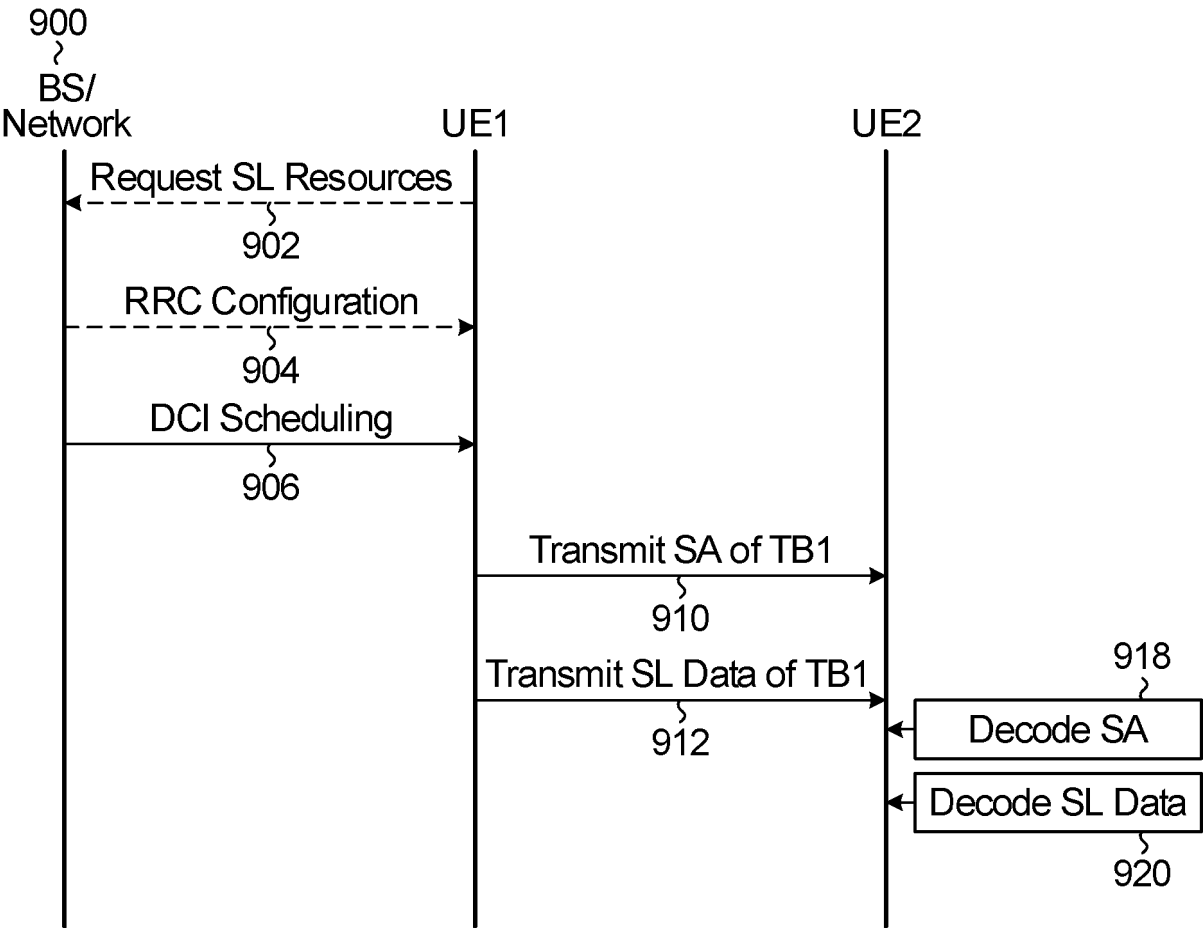 900
BS/
Network
UE1
UE2
Request SL Resources
902
RRC Configuration
904
DCI Scheduling
906
Transmit SA of TB1
910
Transmit SL Data of TB1
912
918
Decode SA
Decode SL Data
920